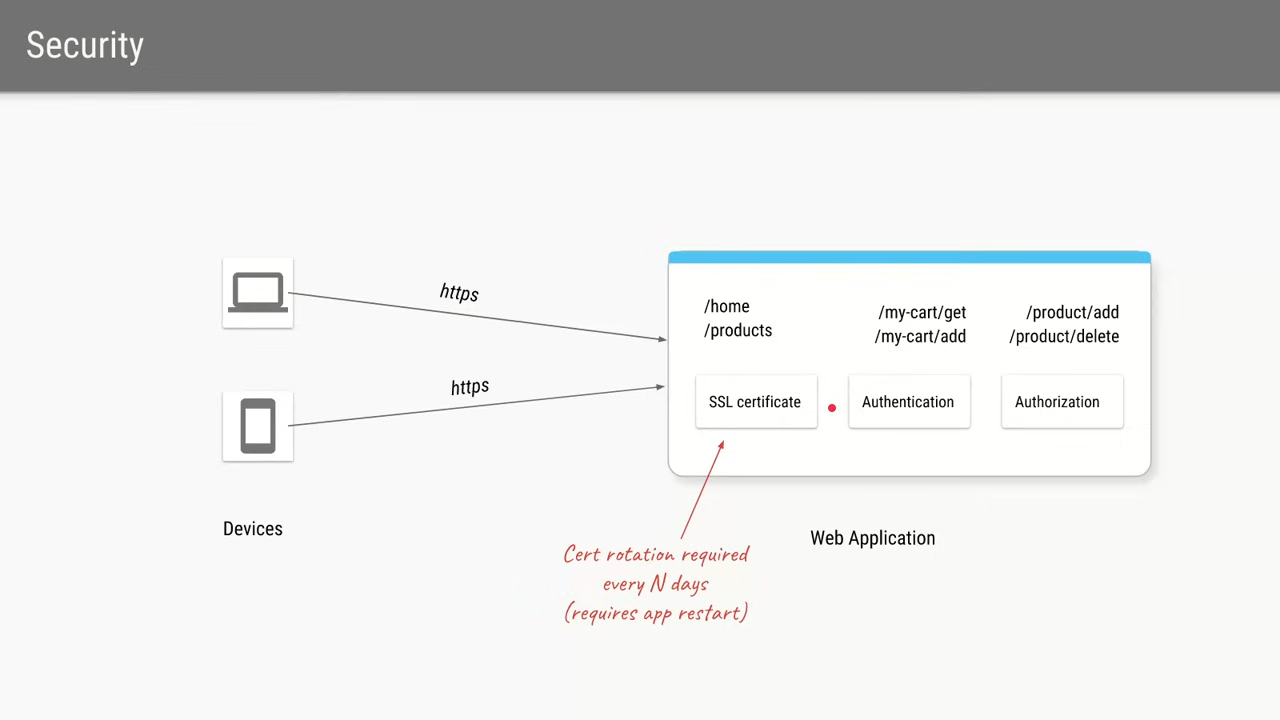 Security
https
https
/home
/products
/my-cart/get
/my-cart/add
/product/add
/product/delete
SSL certificate
Authentication
Authorization
Devices
Web Application
Cert rotation required
every N days
(requires app restart)